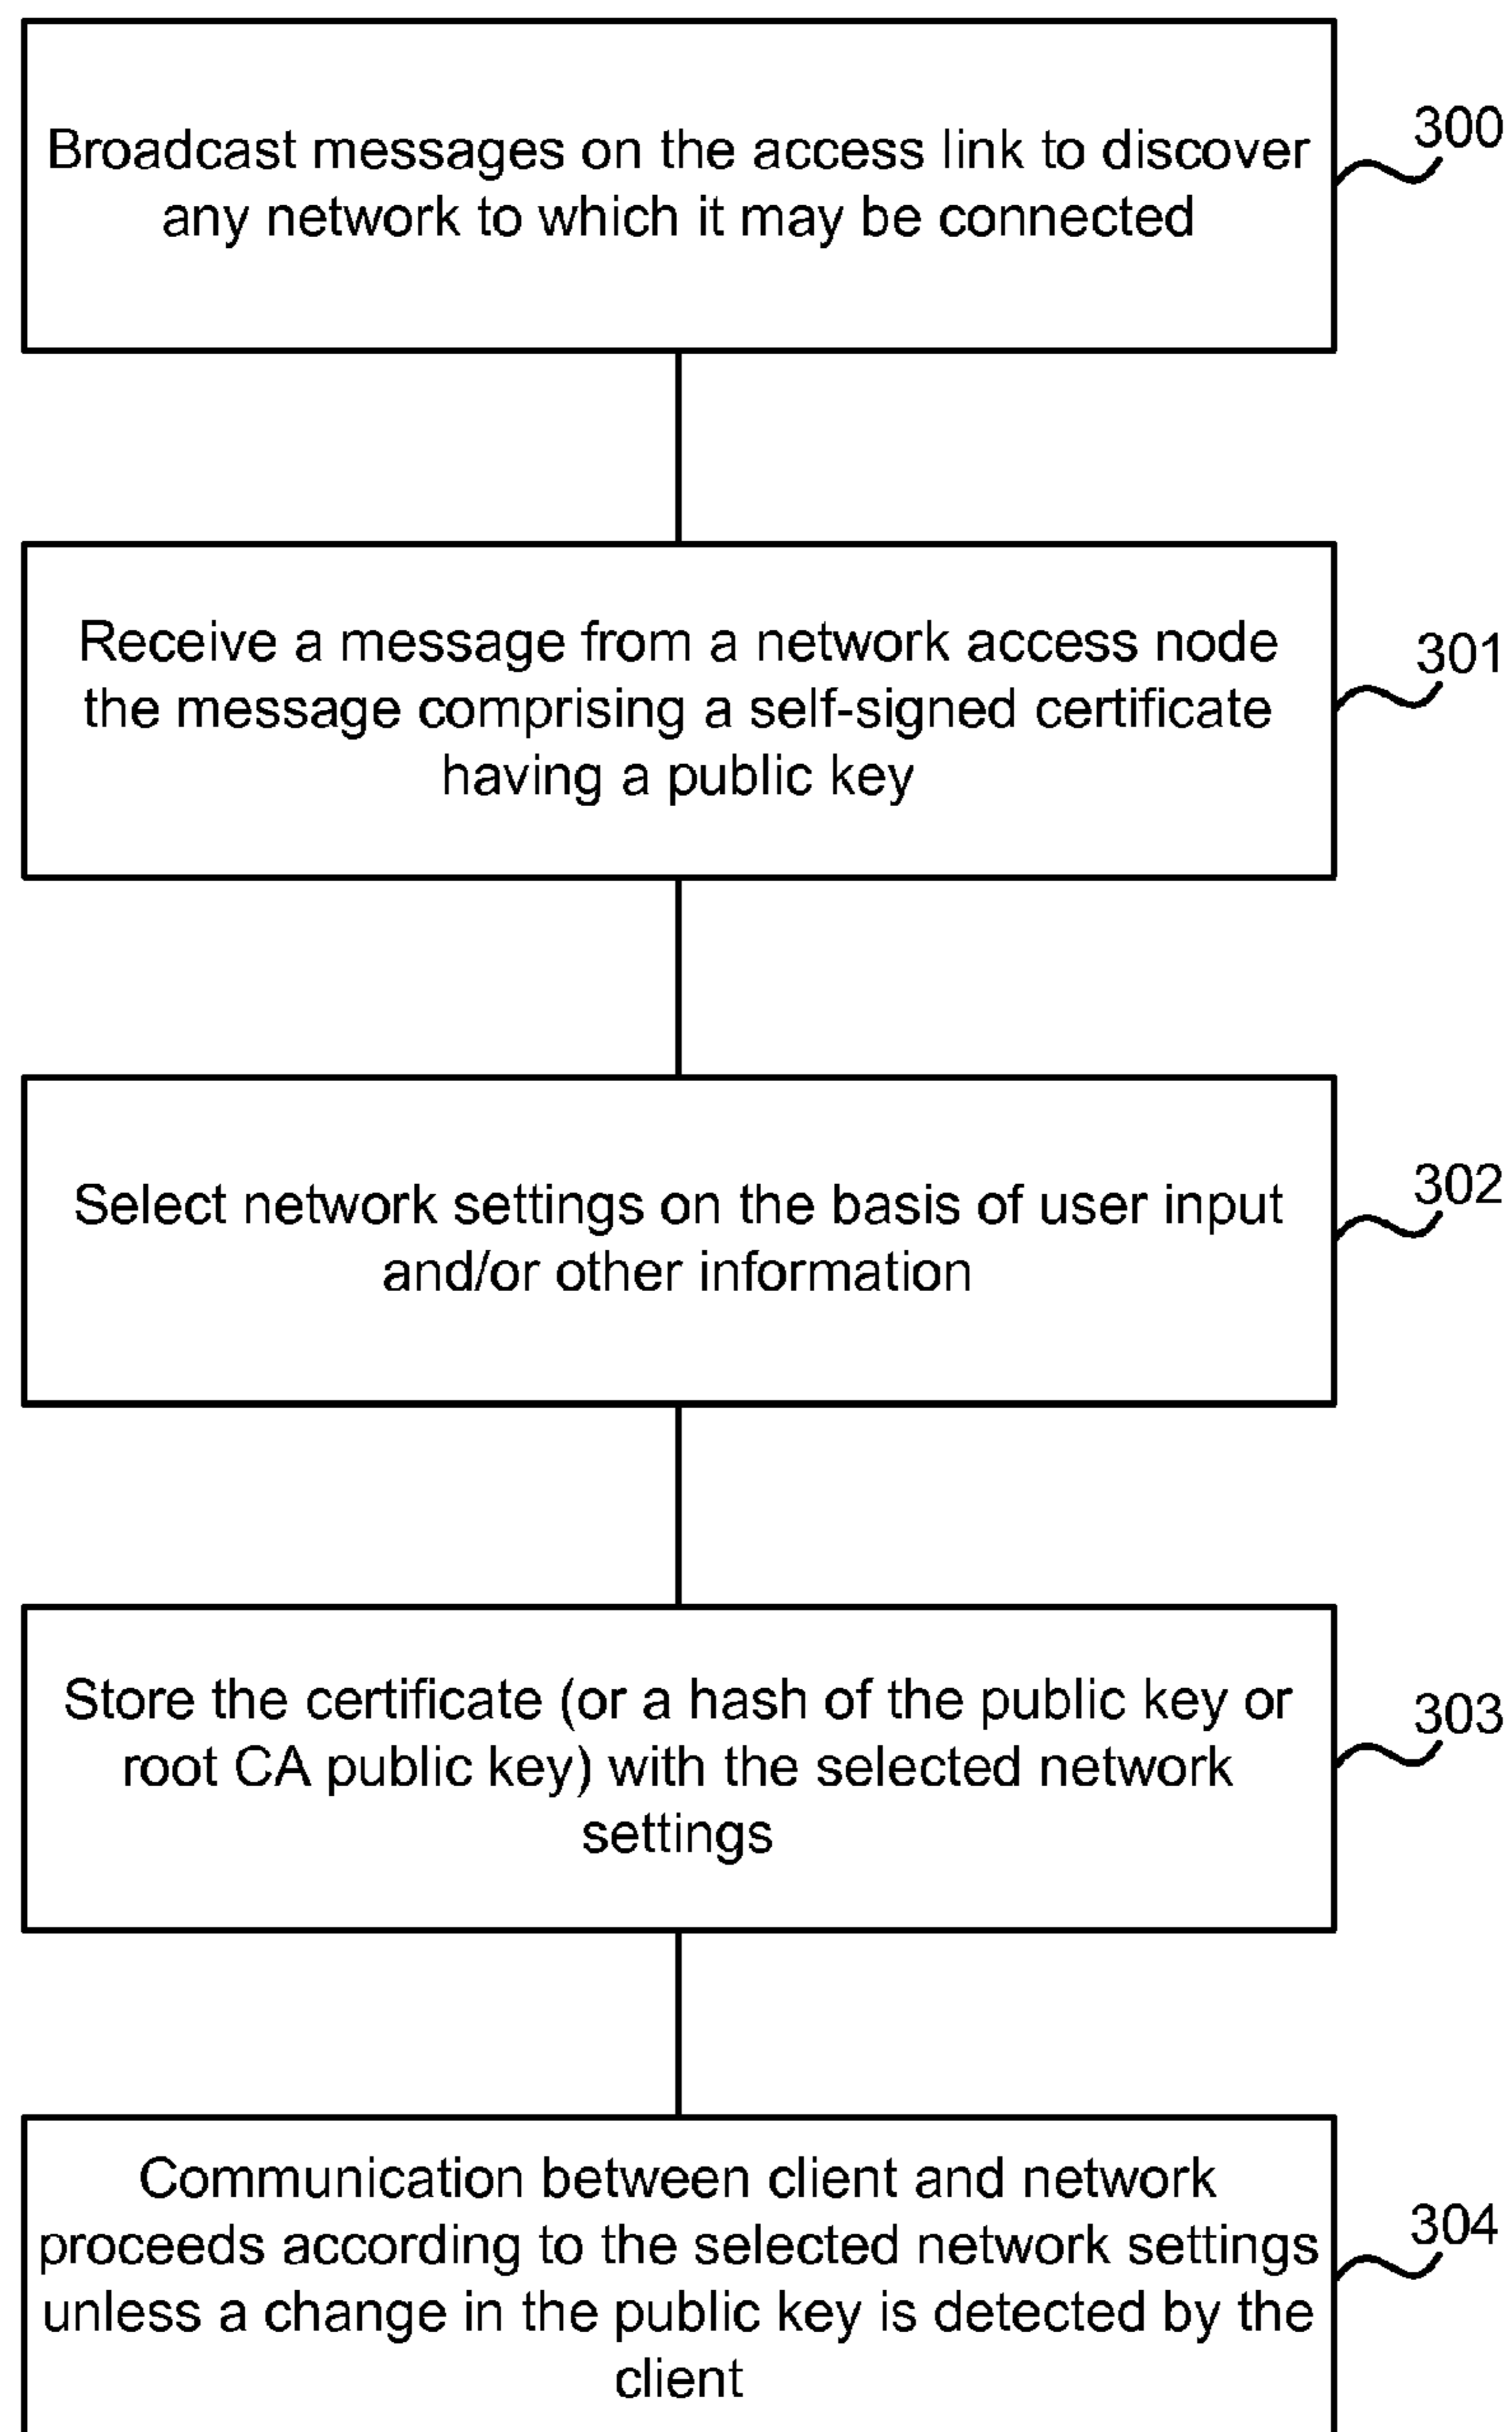 Broadcast messages on the access link to discover
any network to which it may be connected
300
Receive a message from a network access node
the message comprising a self-signed certificate
having a public key
301
Select network settings on the basis of user input
and/or other information
302
Store the certificate (or a hash of the public key or
root CA public key) with the selected network
settings
303
Communication between client and network
proceeds according to the selected network settings
unless a change in the public key is detected by the
client
304